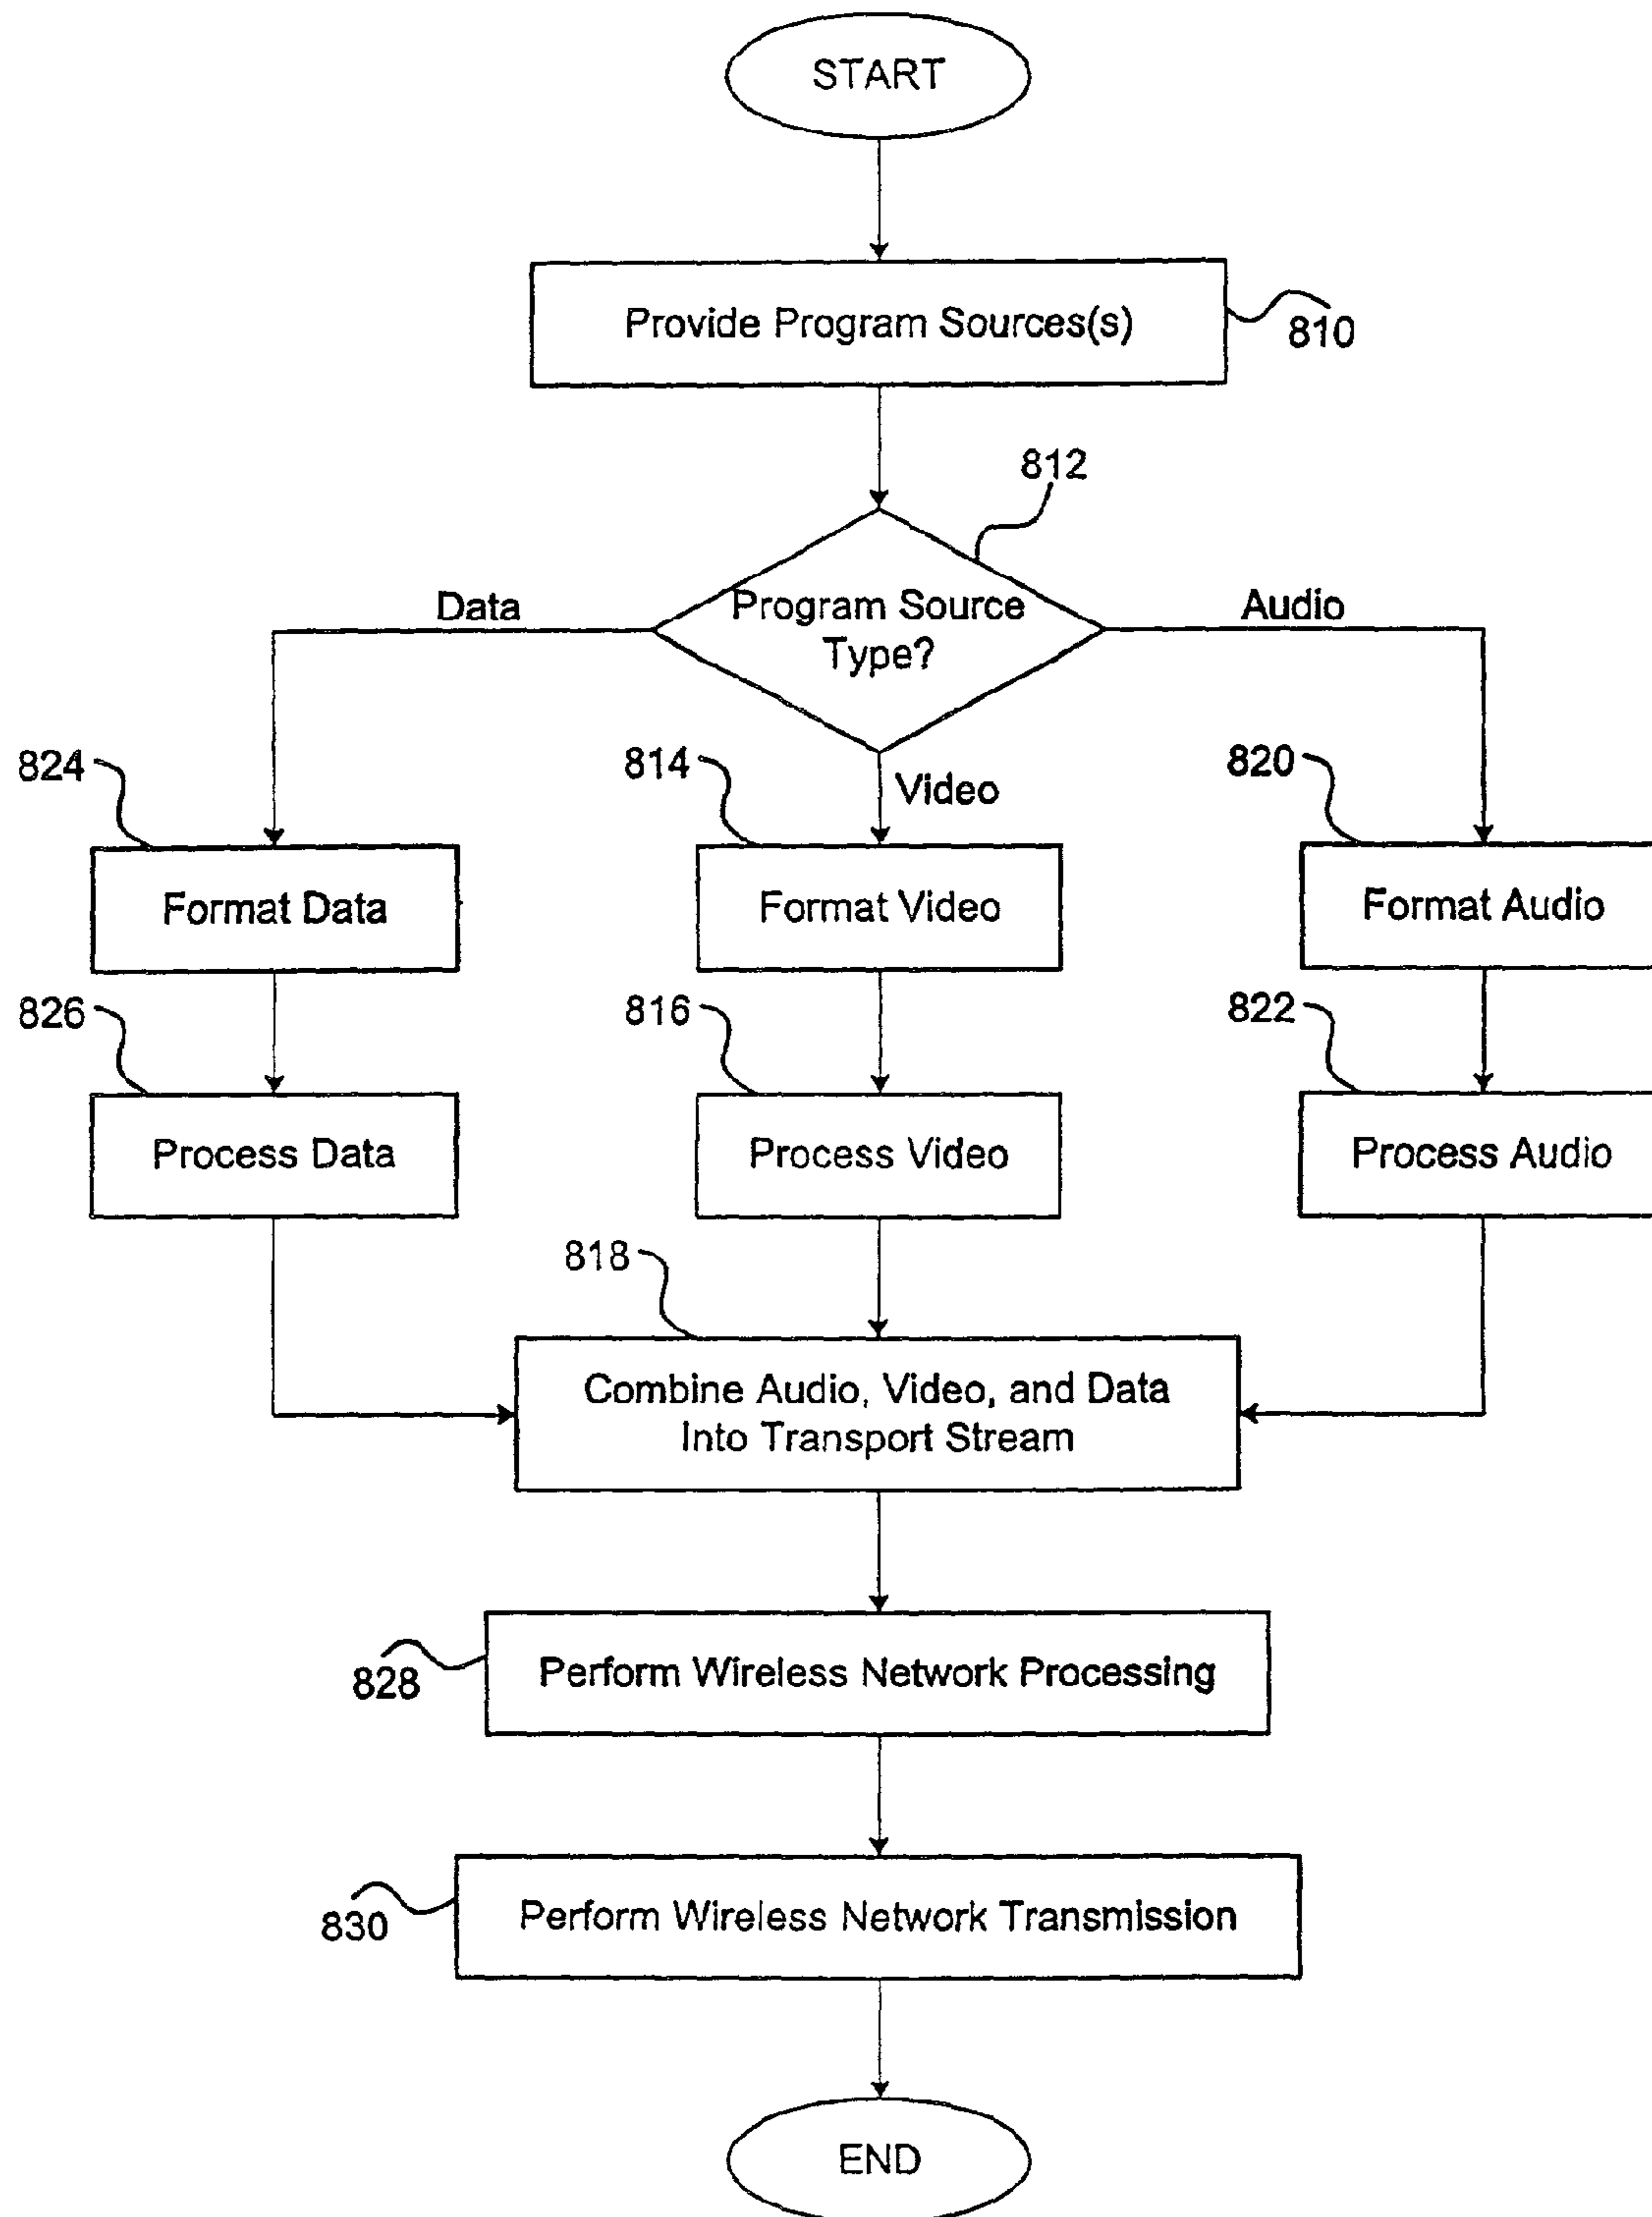 START
Provide Program Sources(s)
810
812
Program Source
Type?
Data
Audio
Video
824
814
820
Format Data
Format Video
Format Audio
826
816
822
Process Data
Process Video
Process Audio
818
Combine Audio, Video, and Data
Into Transport Stream
828
Perform Wireless Network Processing
830
Perform Wireless Network Transmission
END